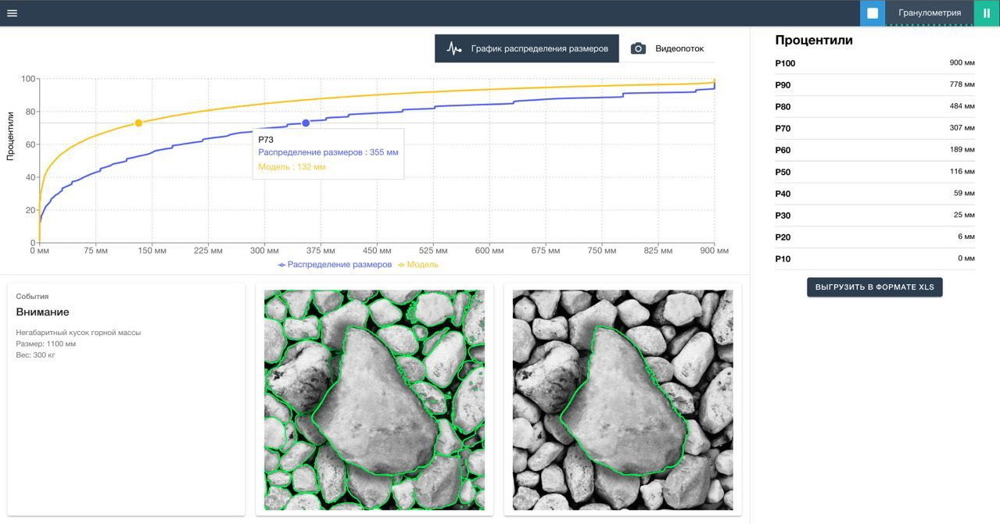 Гранулометрия
График распределения размеров
Видеопоток
Процентили
100
80
60
40
20
0
0 мм
75 мм
150 мм
225 мм
300 мм
375 мм
450 мм
525 мм
600 мм
675 мм
750 мм
825 мм
900 мм
P73
Распределение размеров : 355 мм
Модель : 132 мм
Распределение размеров
Модель
События
Внимание
Негабаритный кусок горной массы
Размер: 1100 мм
Вес: 300 кг
Процентили
P100 900 мм
P90 778 мм
P80 484 мм
P70 307 мм
P60 189 мм
P50 116 мм
P40 59 мм
P30 25 мм
P20 6 мм
P10 0 мм
ВЫГРУЗИТЬ В ФОРМАТЕ XLS